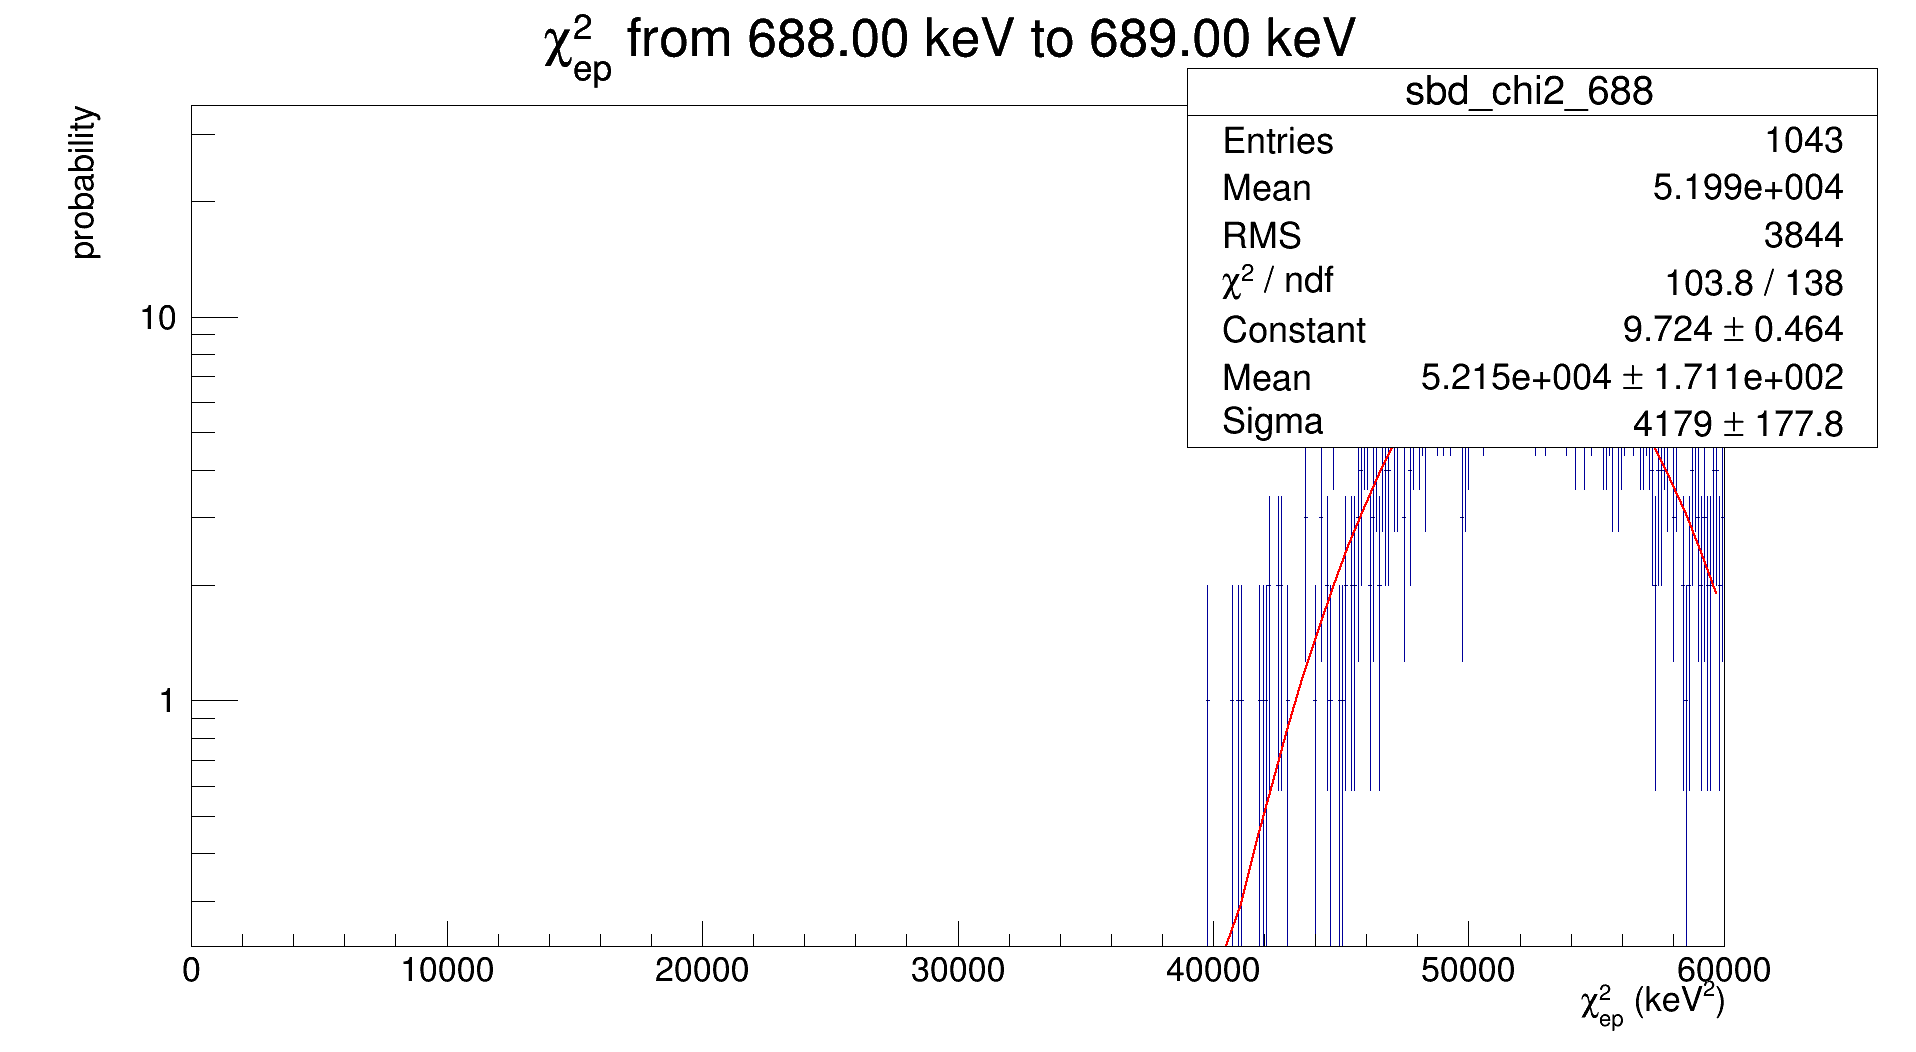 χ²ep from 688.00 keV to 689.00 keV
probability
sbd_chi2_688
Entries 1043
Mean 5.199e+004
RMS 3844
χ² / ndf 103.8 / 138
Constant 9.724 ± 0.464
Mean 5.215e+004 ± 1.711e+002
Sigma 4179 ± 177.8
10
1
0 10000 20000 30000 40000 50000 60000
χ²ep (keV²)